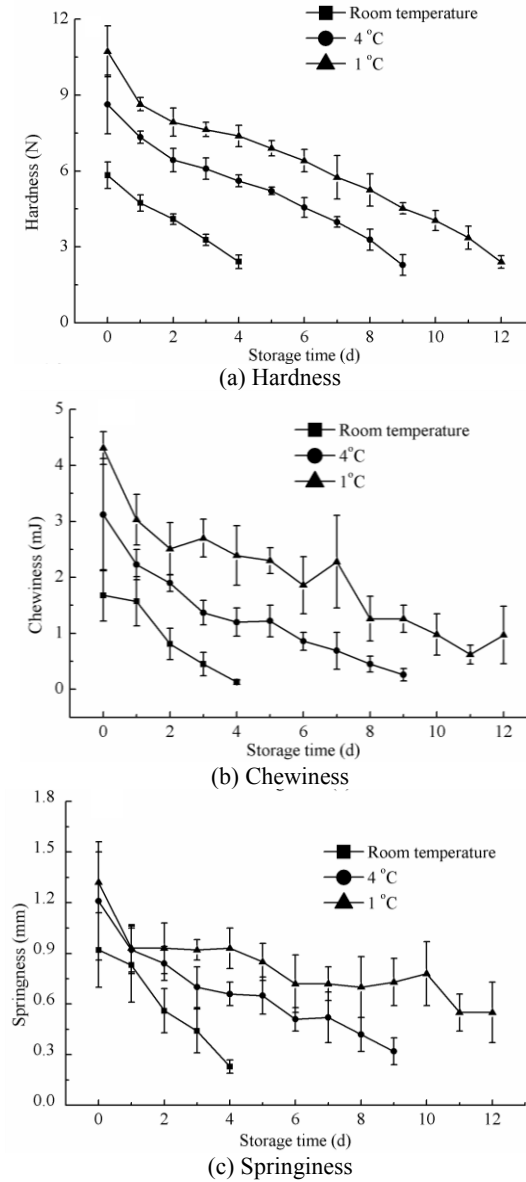 Room temperature
4 °C
1 °C
12
9
6
3
0
Hardness (N)
0 2 4 6 8 10 12
Storage time (d)
(a) Hardness
Room temperature
4°C
1°C
5
4
3
2
1
0
Chewiness (mJ)
0 2 4 6 8 10 12
Storage time (d)
(b) Chewiness
Room temperature
4 °C
1 °C
1.8
1.5
1.2
0.9
0.6
0.3
0.0
Springness (mm)
0 2 4 6 8 10 12
Storage time (d)
(c) Springiness